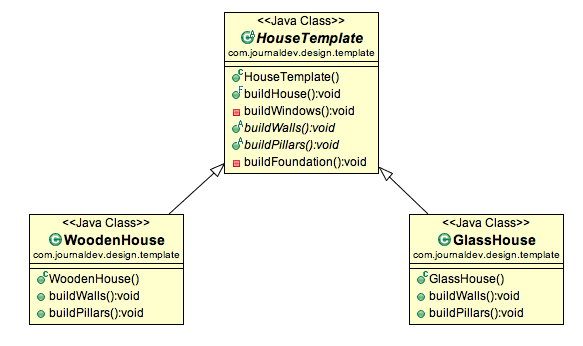 <<Java Class>>
HouseTemplate
com.journaldev.design.template
HouseTemplate()
buildHouse():void
buildWindows():void
buildWalls():void
buildPillars():void
buildFoundation():void
<<Java Class>>
WoodenHouse
com.journaldev.design.template
WoodenHouse()
buildWalls():void
buildPillars():void
<<Java Class>>
GlassHouse
com.journaldev.design.template
GlassHouse()
buildWalls():void
buildPillars():void